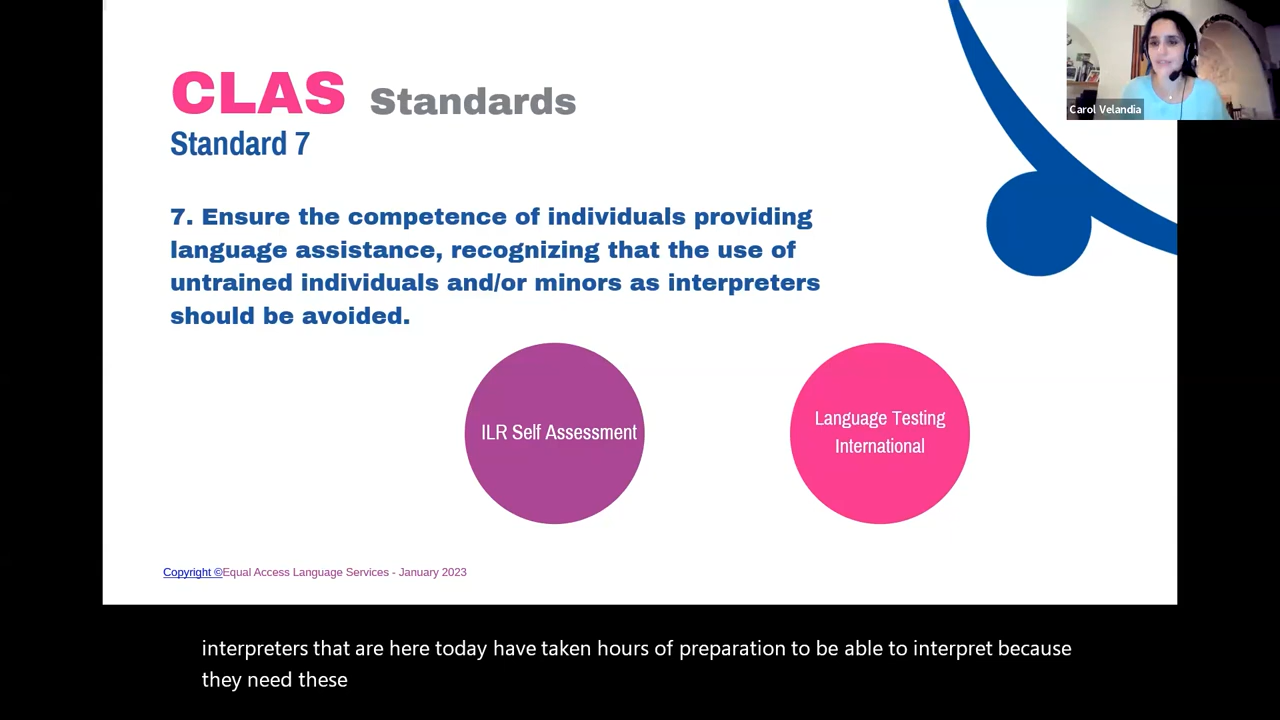 CLAS Standards
Carol Velandia
Standard 7
7. Ensure the competence of individuals providing
language assistance, recognizing that the use of
untrained individuals and/or minors as interpreters
should be avoided.
ILR Self Assessment
Language Testing
International
Copyright ©Equal Access Language Services - January 2023
interpreters that are here today have taken hours of preparation to be able to interpret because
they need these